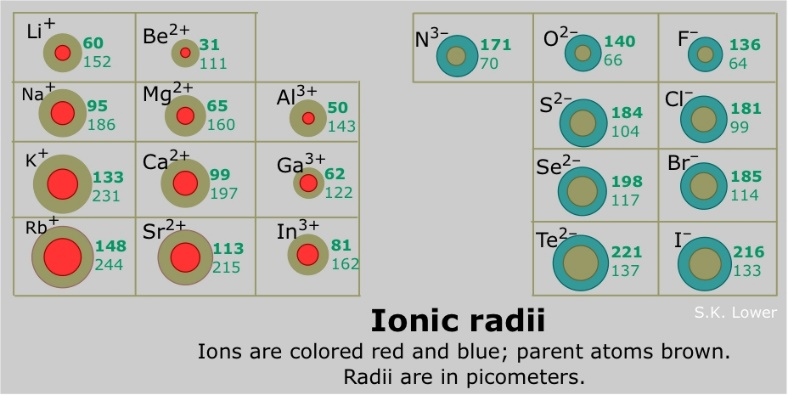 Li+ 60 152
Be2+ 31 111
N3− 171 70
O2− 140 66
F− 136 64
Na+ 95 186
Mg2+ 65 160
Al3+ 50 143
S2− 184 104
Cl− 181 99
K+ 133 231
Ca2+ 99 197
Ga3+ 62 122
Se2− 198 117
Br− 185 114
Rb+ 148 244
Sr2+ 113 215
In3+ 81 162
Te2− 221 137
I− 216 133
S.K. Lower
Ionic radii
Ions are colored red and blue; parent atoms brown.
Radii are in picometers.